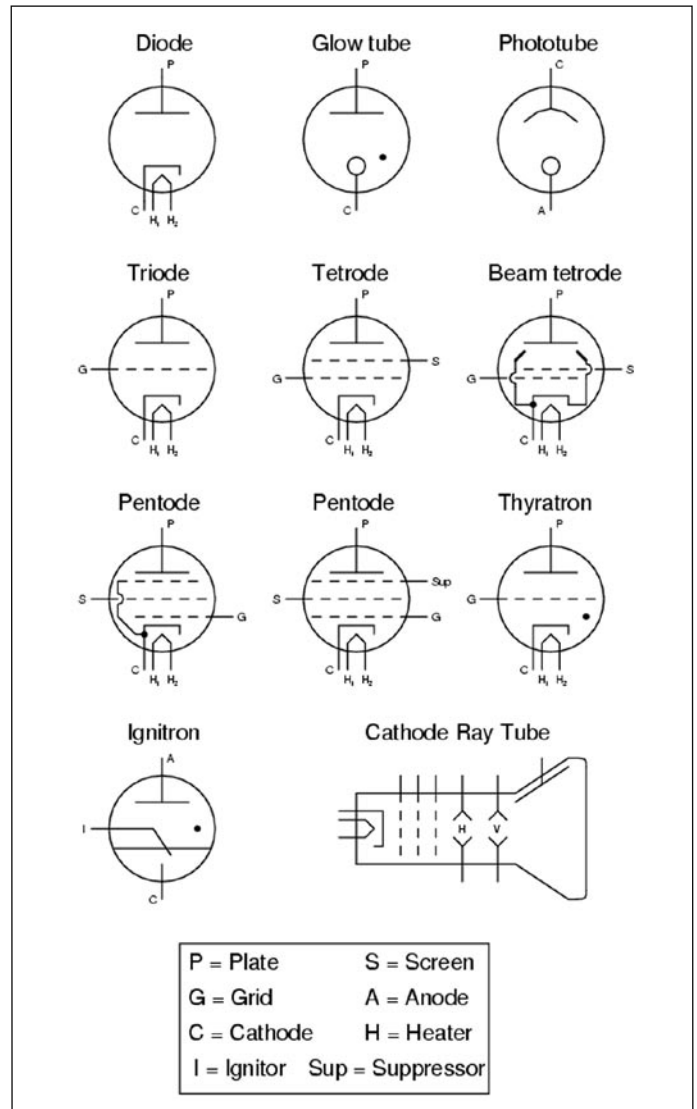 Diode Glow tube Phototube
P P C
C H₁ H₂ C A
Triode Tetrode Beam tetrode
P P P
G S G G S
C H₁ H₂ C H₁ H₂ C H₁ H₂
Pentode Pentode Thyratron
P P P
Sup
S G S G G
C H₁ H₂ C H₁ H₂ C H₁ H₂
Ignitron Cathode Ray Tube
A
I H V
C
P = Plate S = Screen
G = Grid A = Anode
C = Cathode H = Heater
I = Ignitor Sup = Suppressor